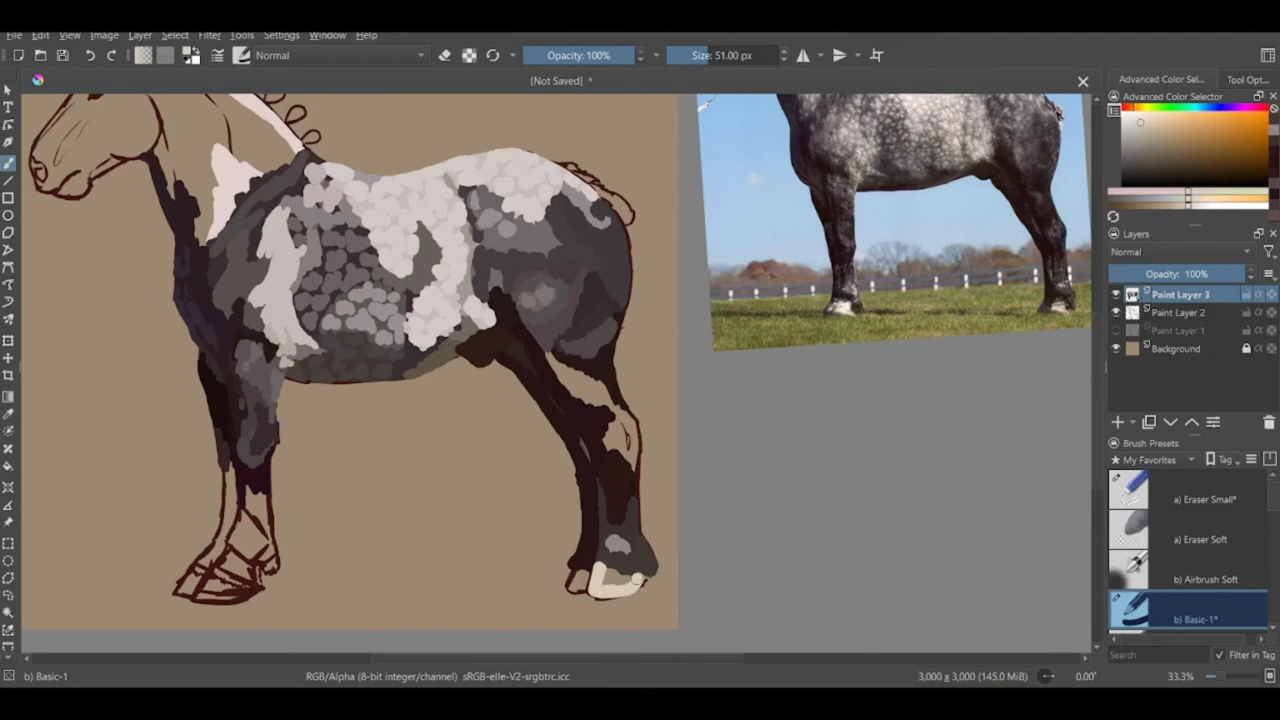 File Edit View Image Layer Select Filter Tools Settings Window Help
Normal Opacity: 100% Size: 51.00 px
[Not Saved] *
Advanced Color Sel... Tool Opt...
Advanced Color Selector
Layers
Normal
Opacity: 100%
Paint Layer 3
Paint Layer 2
Paint Layer 1
Background
Brush Presets
My Favorites Tag
a) Eraser Small*
a) Eraser Soft
b) Airbrush Soft
b) Basic-1*
Search Filter in Tag
b) Basic-1 RGB/Alpha (8-bit integer/channel) sRGB-elle-V2-srgbtrc.icc 3,000 x 3,000 (145.0 MiB) 0.00° 33.3%